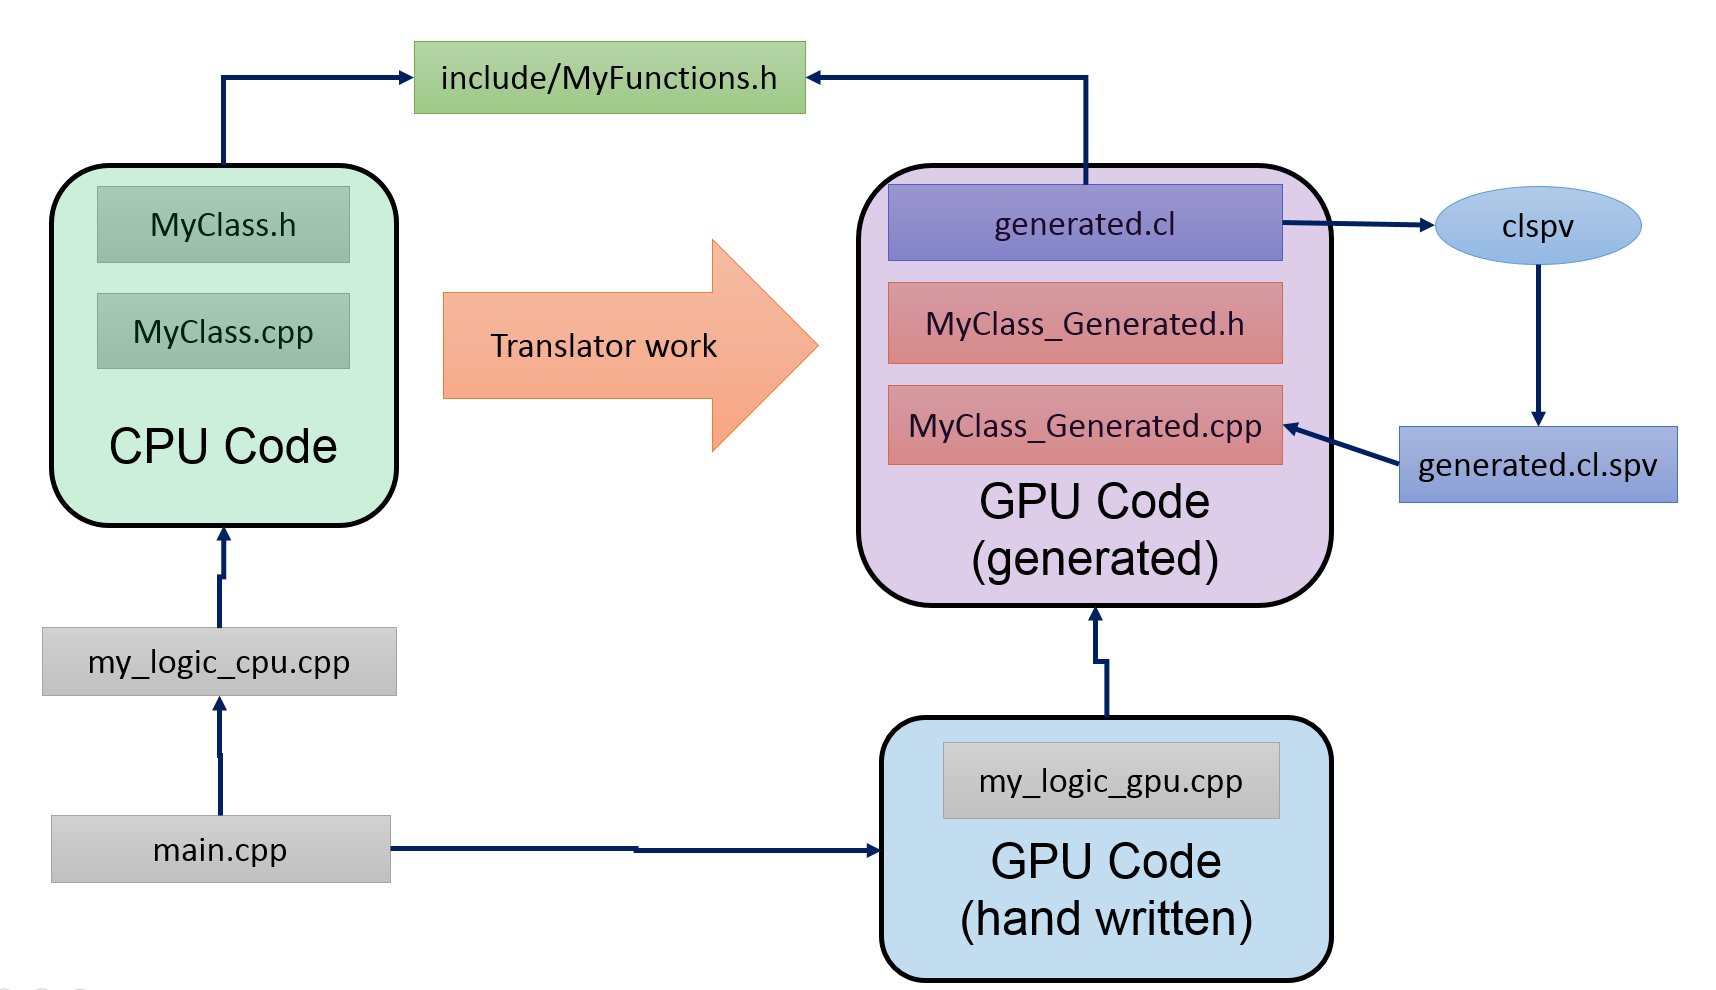 include/MyFunctions.h
MyClass.h
MyClass.cpp
CPU Code
Translator work
generated.cl
MyClass_Generated.h
MyClass_Generated.cpp
GPU Code
(generated)
clspv
generated.cl.spv
my_logic_cpu.cpp
main.cpp
my_logic_gpu.cpp
GPU Code
(hand written)